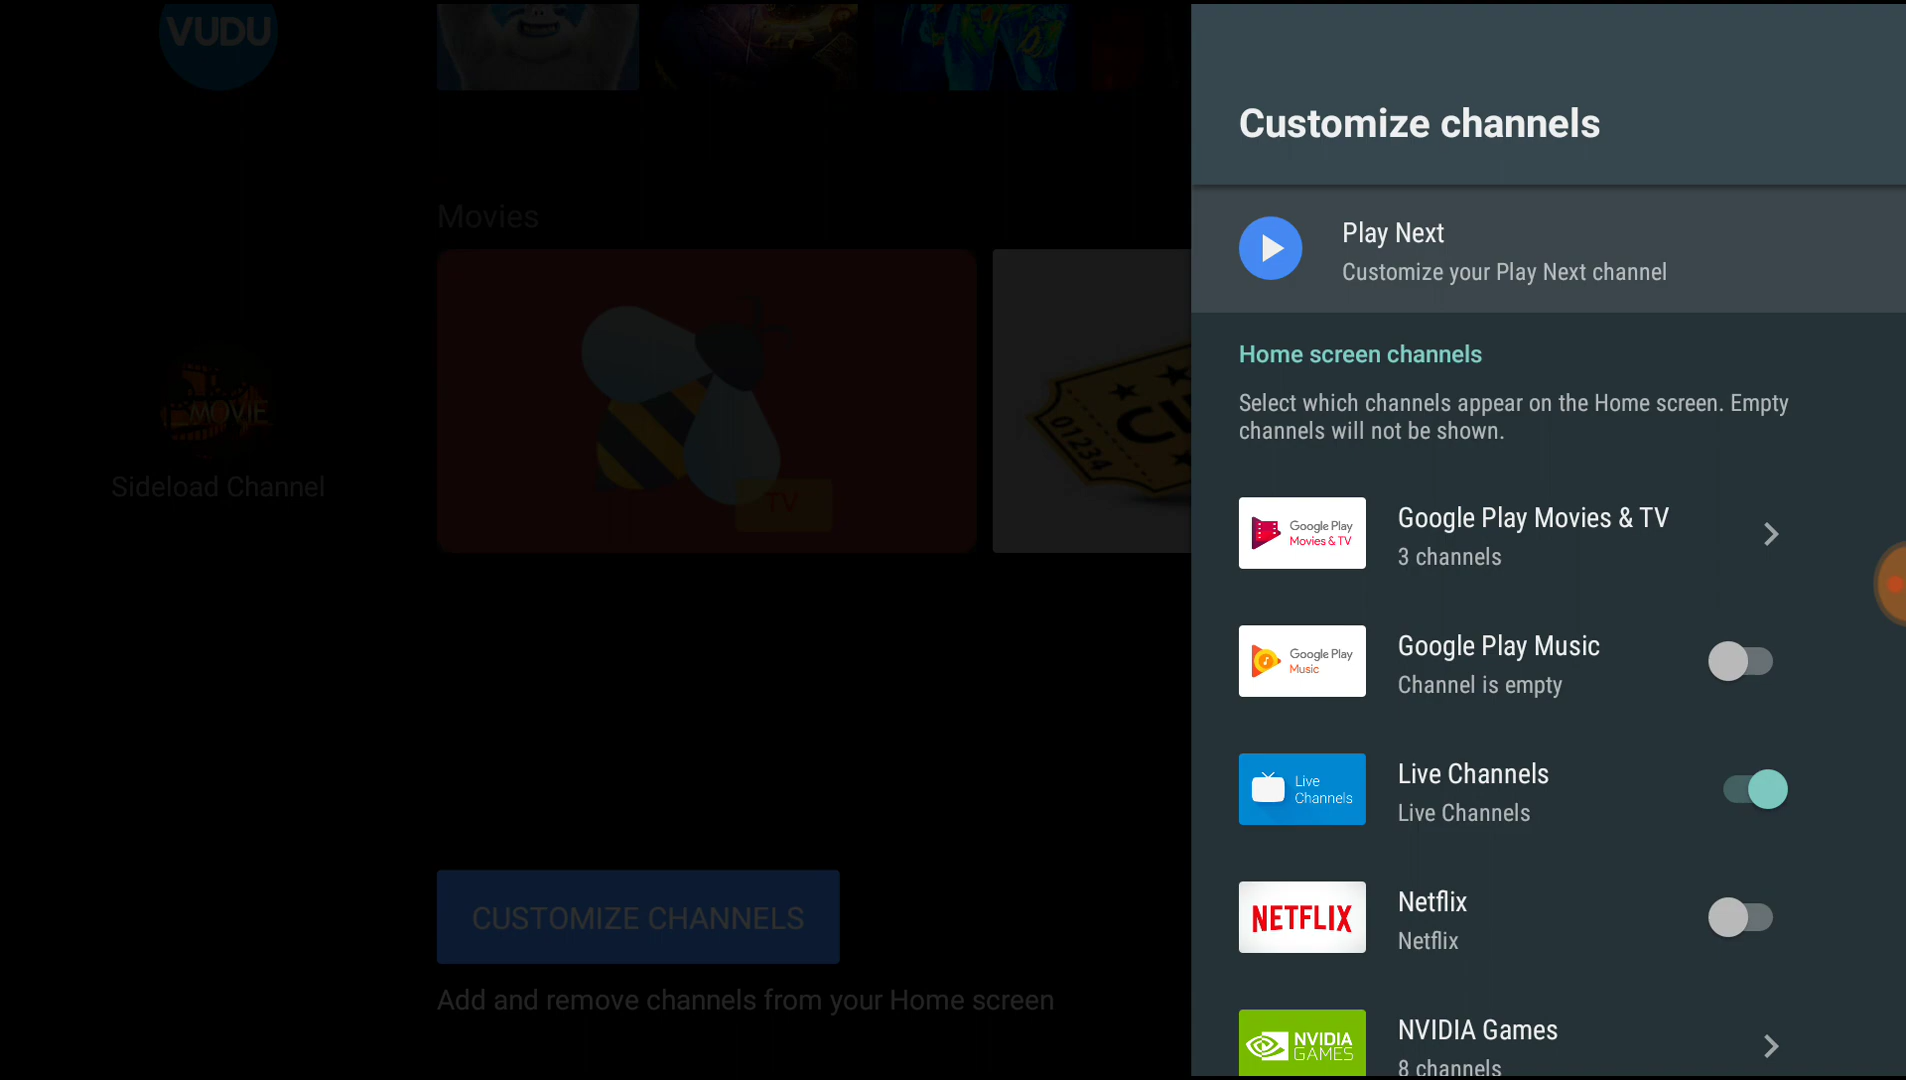 VUDU
Movies
MOVIE
Sideload Channel
TV
01234
CUSTOMIZE CHANNELS
Add and remove channels from your Home screen
Customize channels
Play Next
Customize your Play Next channel
Home screen channels
Select which channels appear on the Home screen. Empty
channels will not be shown.
Google Play
Movies & TV
Google Play Movies & TV
3 channels
Google Play
Music
Google Play Music
Channel is empty
Live
Channels
Live Channels
Live Channels
NETFLIX
Netflix
Netflix
NVIDIA
GAMES
NVIDIA Games
8 channels